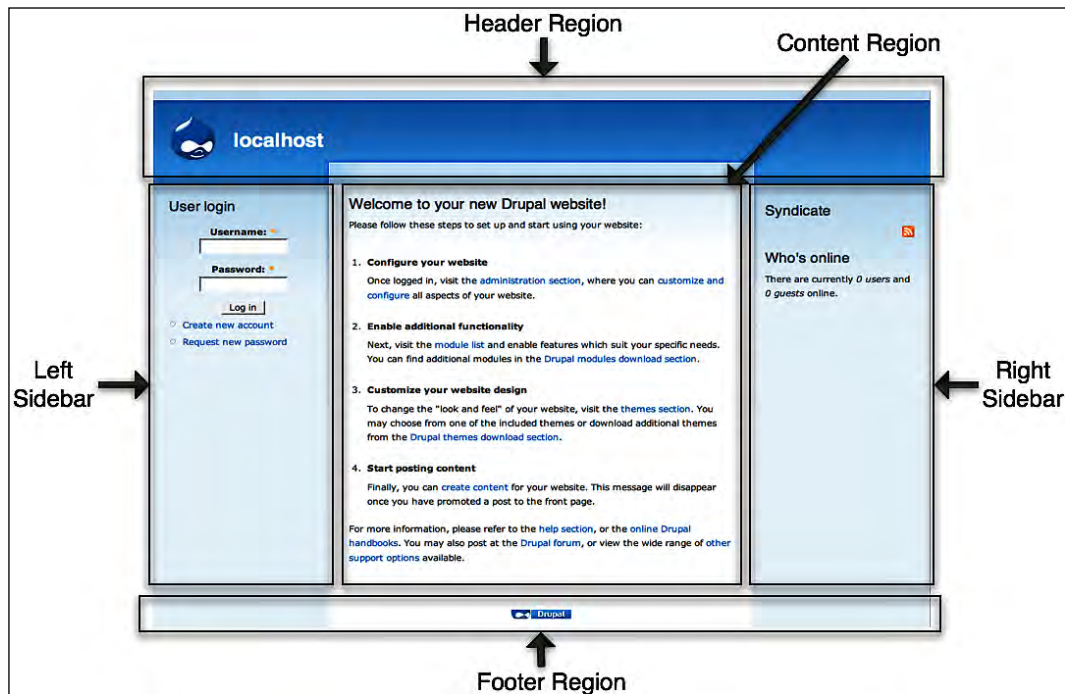 Header Region
Content Region
localhost
User login
Username: *
Password: *
Log in
Create new account
Request new password
Left
Sidebar
Welcome to your new Drupal website!
Please follow these steps to set up and start using your website:
1. Configure your website
Once logged in, visit the administration section, where you can customize and
configure all aspects of your website.
2. Enable additional functionality
Next, visit the module list and enable features which suit your specific needs.
You can find additional modules in the Drupal modules download section.
3. Customize your website design
To change the "look and feel" of your website, visit the themes section. You
may choose from one of the included themes or download additional themes
from the Drupal themes download section.
4. Start posting content
Finally, you can create content for your website. This message will disappear
once you have promoted a post to the front page.
For more information, please refer to the help section, or the online Drupal
handbooks. You may also post at the Drupal forum, or view the wide range of other
support options available.
Syndicate
Who's online
There are currently 0 users and
0 guests online.
Right
Sidebar
Drupal
Footer Region